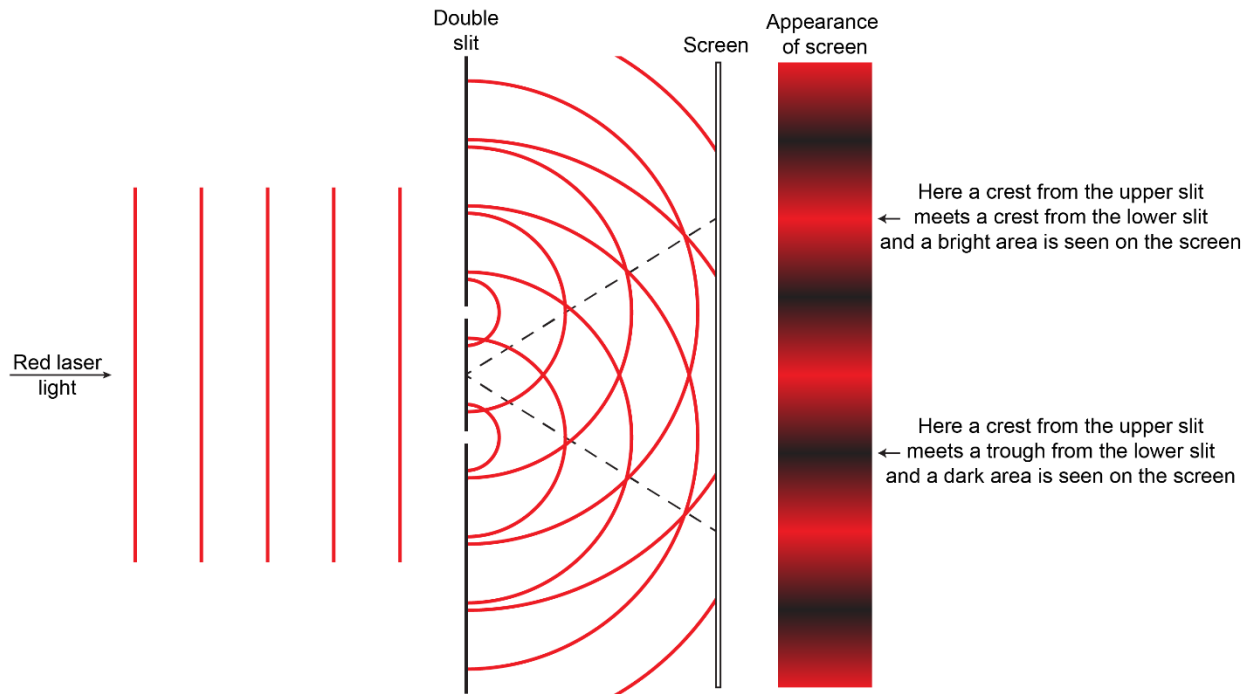 Double
slit
Screen
Appearance
of screen
Here a crest from the upper slit
meets a crest from the lower slit
and a bright area is seen on the screen
Red laser
light
Here a crest from the upper slit
meets a trough from the lower slit
and a dark area is seen on the screen